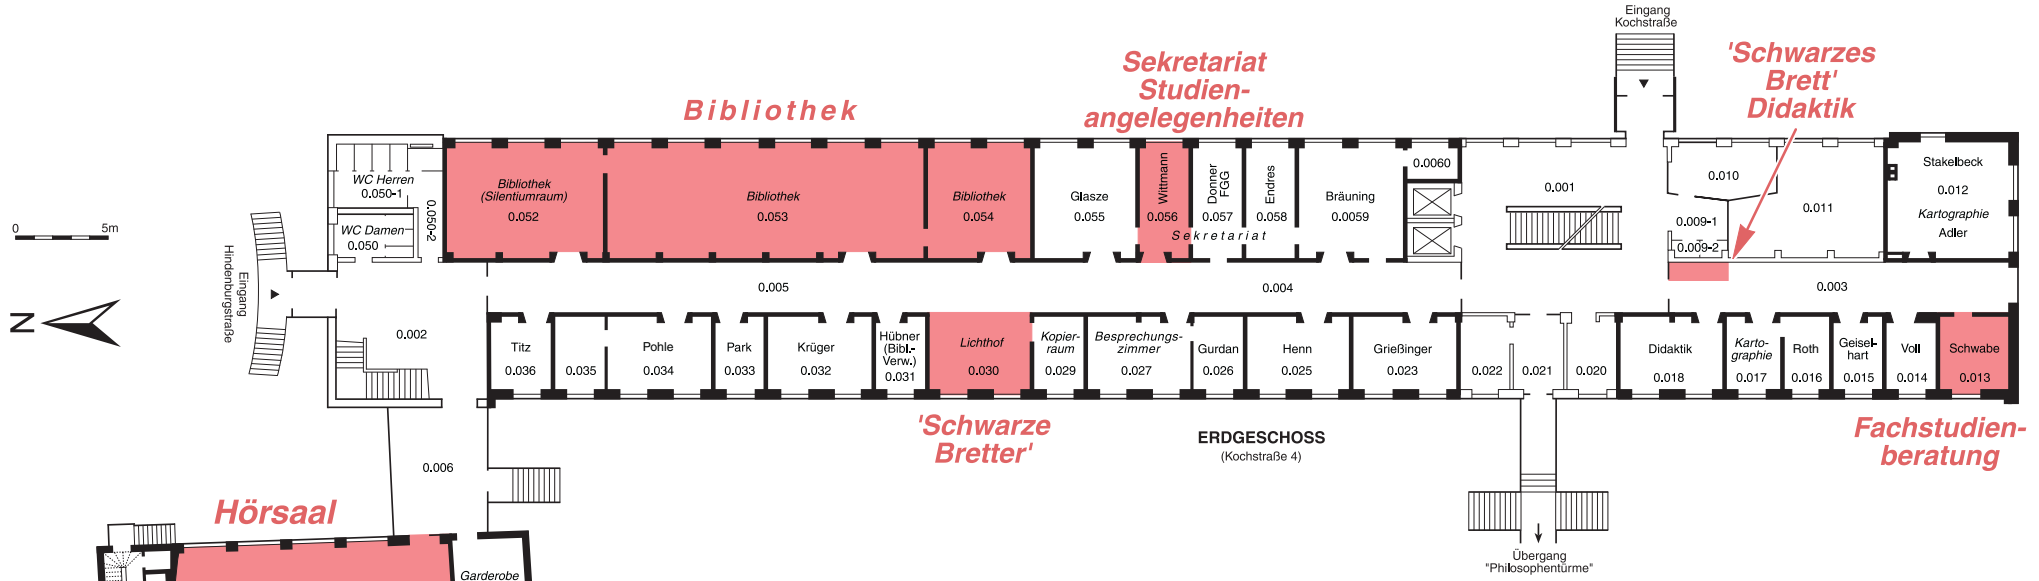 Eingang
Kochstraße
'Schwarzes
Brett'
Didaktik
Sekretariat
Studien-
angelegenheiten
Bibliothek
WC Herren
0.050-1
WC Damen
0.050
0.050-2
Bibliothek
(Silentiumraum)
0.052
Bibliothek
0.053
Bibliothek
0.054
Glasze
0.055
Wittmann
0.056
Donner
FGG
0.057
Endres
0.058
Sekretariat
Bräuning
0.0059
0.0060
0.001
0.010
0.009-1
0.009-2
0.011
Stakelbeck
0.012
Kartographie
Adler
0 5m
N
Eingang
Hindenburgstraße
0.002
0.005
0.004
0.003
Titz
0.036
0.035
Pohle
0.034
Park
0.033
Krüger
0.032
Hübner
(Bibl.-
Verw.)
0.031
Lichthof
0.030
Kopier-
raum
0.029
Besprechungs-
zimmer
0.027
Gurdan
0.026
Henn
0.025
Grießinger
0.023
0.022
0.021
0.020
Didaktik
0.018
Karto-
graphie
0.017
Roth
0.016
Geisel-
hart
0.015
Voll
0.014
Schwabe
0.013
'Schwarze
Bretter'
ERDGESCHOSS
(Kochstraße 4)
Fachstudien-
beratung
0.006
Hörsaal
Garderobe
Übergang
"Philosophentürme"